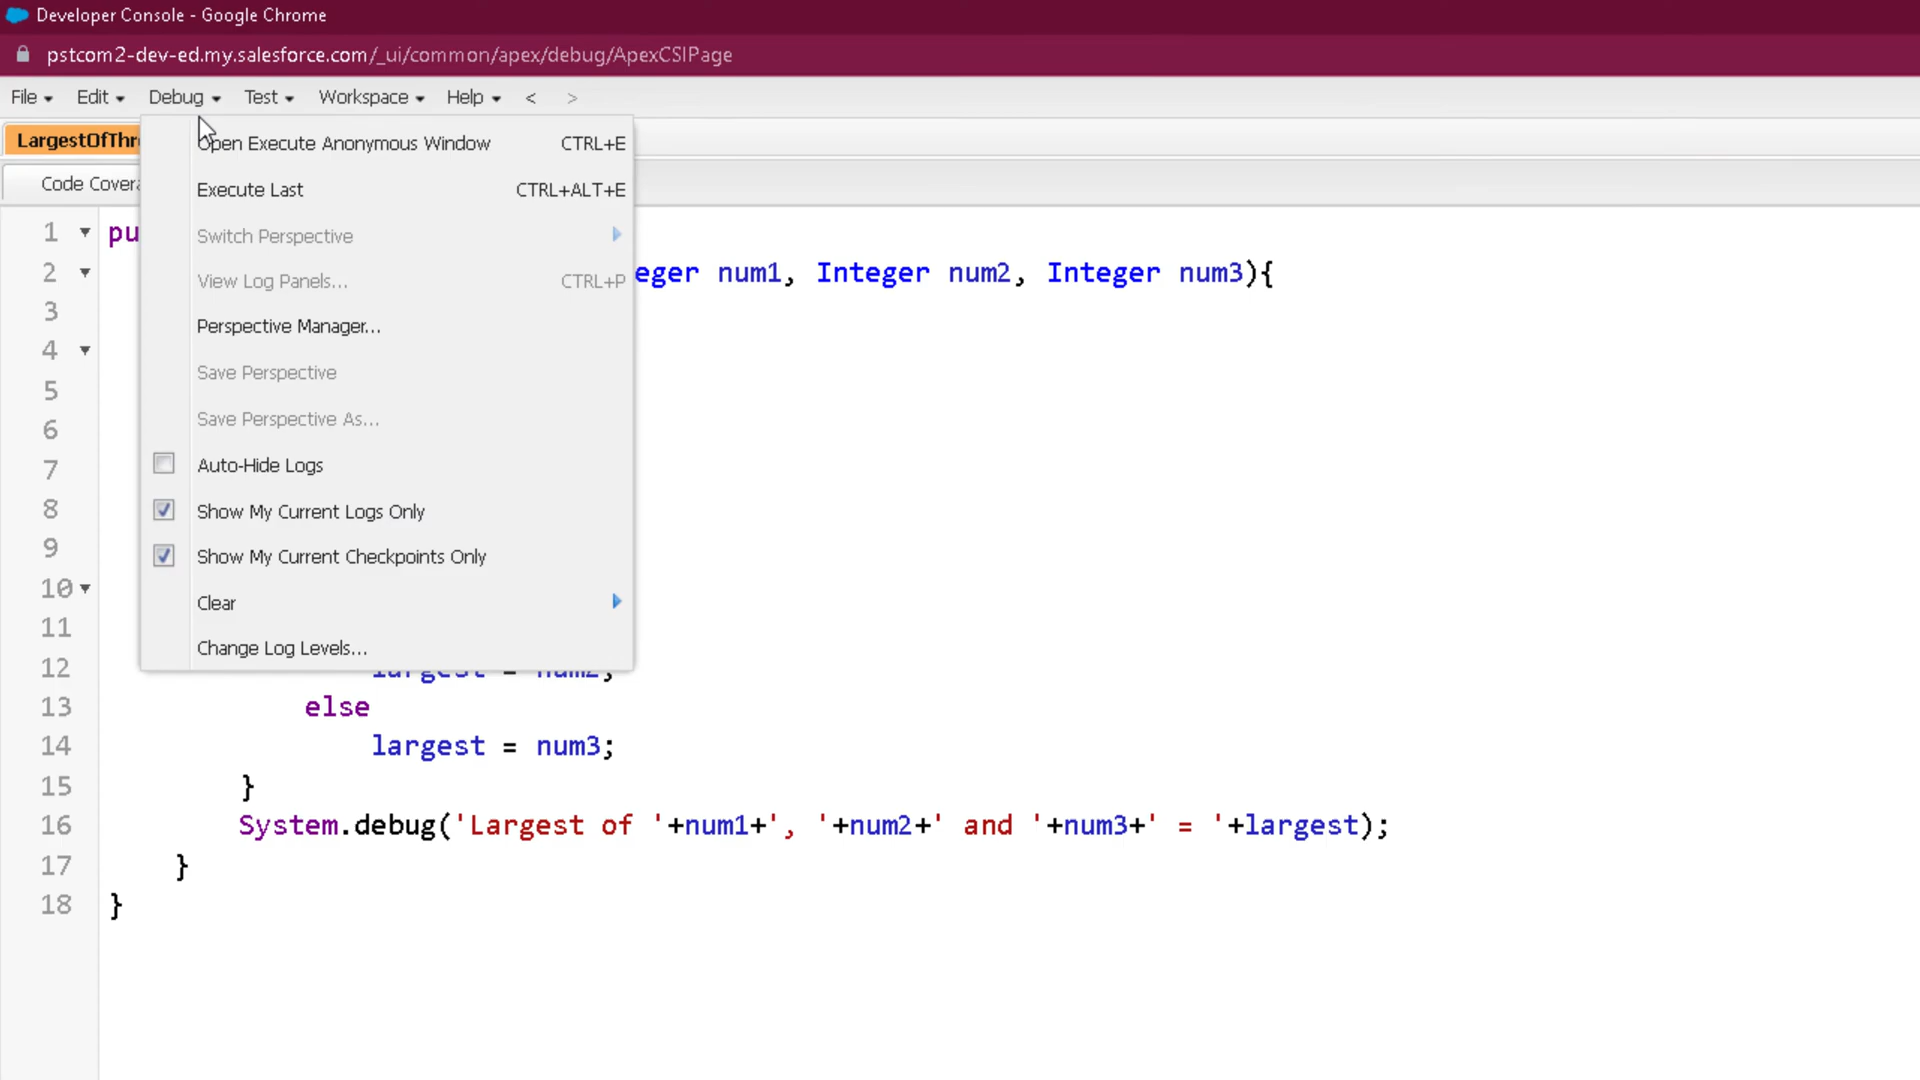 Developer Console - Google Chrome
pstcom2-dev-ed.my.salesforce.com/_ui/common/apex/debug/ApexCSIPage
File Edit Debug Test Workspace Help < >
LargestOfThr
Open Execute Anonymous Window CTRL+E
Code Covera
Execute Last CTRL+ALT+E
1 pu
Switch Perspective
2 eger num1, Integer num2, Integer num3){
View Log Panels... CTRL+P
3
Perspective Manager...
4
Save Perspective
5
Save Perspective As...
6
7
Auto-Hide Logs
8
Show My Current Logs Only
9
Show My Current Checkpoints Only
10
Clear
11
Change Log Levels...
12 largest = num2;
13 else
14 largest = num3;
15 }
16 System.debug('Largest of '+num1+', '+num2+' and '+num3+' = '+largest);
17 }
18 }